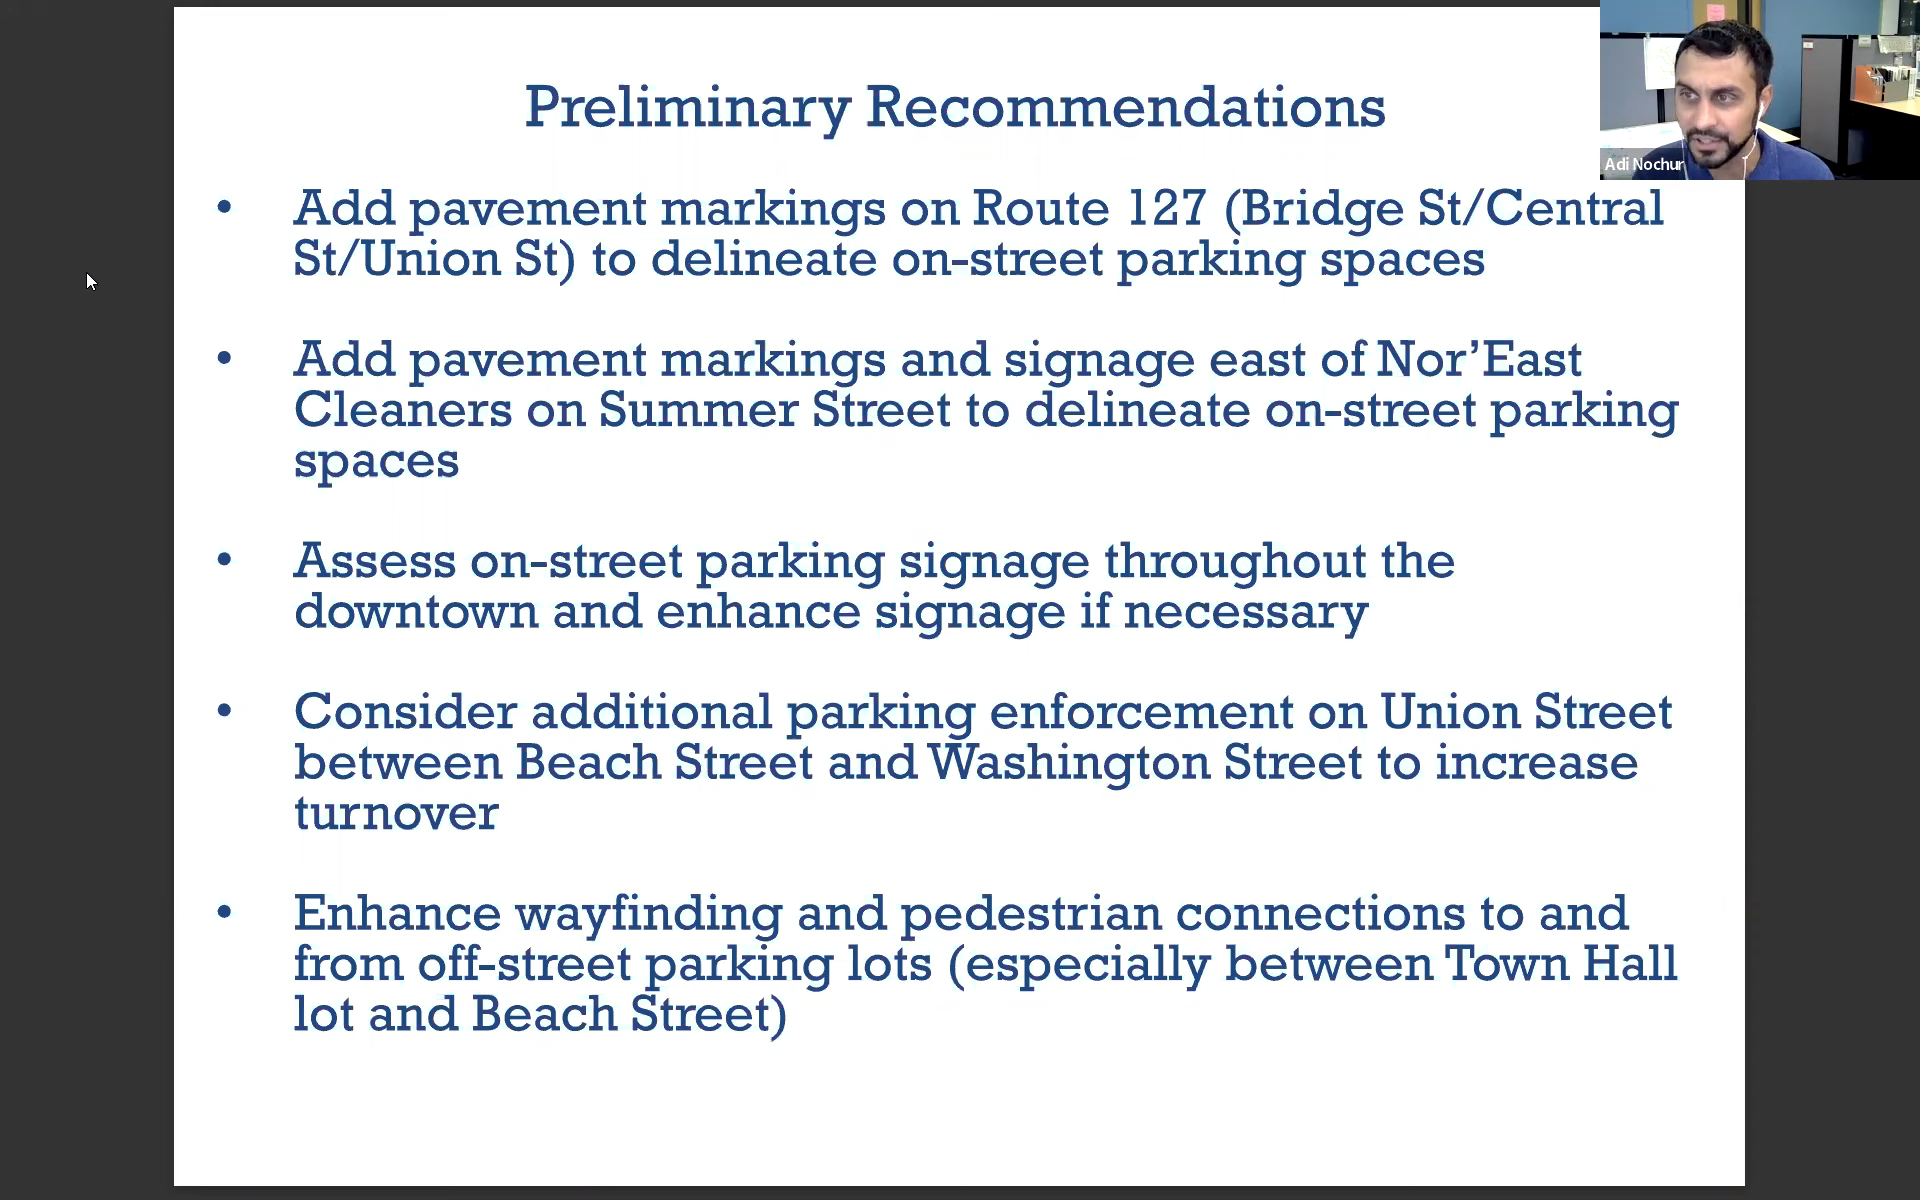 Preliminary Recommendations
Adi Nochur
• Add pavement markings on Route 127 (Bridge St/Central
St/Union St) to delineate on-street parking spaces
• Add pavement markings and signage east of Nor’East
Cleaners on Summer Street to delineate on-street parking
spaces
• Assess on-street parking signage throughout the
downtown and enhance signage if necessary
• Consider additional parking enforcement on Union Street
between Beach Street and Washington Street to increase
turnover
• Enhance wayfinding and pedestrian connections to and
from off-street parking lots (especially between Town Hall
lot and Beach Street)